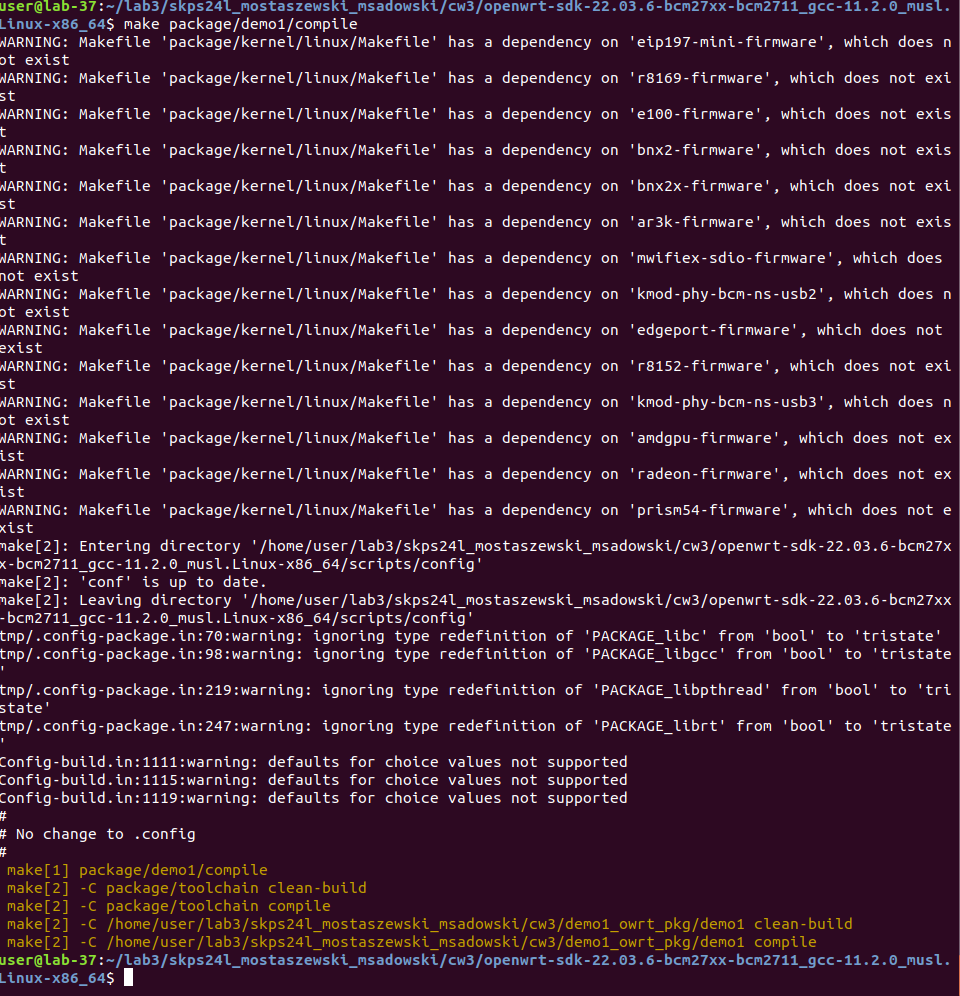 user@lab-37:~/lab3/skps24l_mostaszewski_msadowski/cw3/openwrt-sdk-22.03.6-bcm27xx-bcm2711_gcc-11.2.0_musl.
Linux-x86_64$ make package/demo1/compile
WARNING: Makefile 'package/kernel/linux/Makefile' has a dependency on 'eip197-mini-firmware', which does n
ot exist
WARNING: Makefile 'package/kernel/linux/Makefile' has a dependency on 'r8169-firmware', which does not exi
st
WARNING: Makefile 'package/kernel/linux/Makefile' has a dependency on 'e100-firmware', which does not exis
t
WARNING: Makefile 'package/kernel/linux/Makefile' has a dependency on 'bnx2-firmware', which does not exis
t
WARNING: Makefile 'package/kernel/linux/Makefile' has a dependency on 'bnx2x-firmware', which does not exi
st
WARNING: Makefile 'package/kernel/linux/Makefile' has a dependency on 'ar3k-firmware', which does not exis
t
WARNING: Makefile 'package/kernel/linux/Makefile' has a dependency on 'mwifiex-sdio-firmware', which does
not exist
WARNING: Makefile 'package/kernel/linux/Makefile' has a dependency on 'kmod-phy-bcm-ns-usb2', which does n
ot exist
WARNING: Makefile 'package/kernel/linux/Makefile' has a dependency on 'edgeport-firmware', which does not
exist
WARNING: Makefile 'package/kernel/linux/Makefile' has a dependency on 'r8152-firmware', which does not exi
st
WARNING: Makefile 'package/kernel/linux/Makefile' has a dependency on 'kmod-phy-bcm-ns-usb3', which does n
ot exist
WARNING: Makefile 'package/kernel/linux/Makefile' has a dependency on 'amdgpu-firmware', which does not ex
ist
WARNING: Makefile 'package/kernel/linux/Makefile' has a dependency on 'radeon-firmware', which does not ex
ist
WARNING: Makefile 'package/kernel/linux/Makefile' has a dependency on 'prism54-firmware', which does not e
xist
make[2]: Entering directory '/home/user/lab3/skps24l_mostaszewski_msadowski/cw3/openwrt-sdk-22.03.6-bcm27x
x-bcm2711_gcc-11.2.0_musl.Linux-x86_64/scripts/config'
make[2]: 'conf' is up to date.
make[2]: Leaving directory '/home/user/lab3/skps24l_mostaszewski_msadowski/cw3/openwrt-sdk-22.03.6-bcm27xx
-bcm2711_gcc-11.2.0_musl.Linux-x86_64/scripts/config'
tmp/.config-package.in:70:warning: ignoring type redefinition of 'PACKAGE_libc' from 'bool' to 'tristate'
tmp/.config-package.in:98:warning: ignoring type redefinition of 'PACKAGE_libgcc' from 'bool' to 'tristate
'
tmp/.config-package.in:219:warning: ignoring type redefinition of 'PACKAGE_libpthread' from 'bool' to 'tri
state'
tmp/.config-package.in:247:warning: ignoring type redefinition of 'PACKAGE_librt' from 'bool' to 'tristate
'
Config-build.in:1111:warning: defaults for choice values not supported
Config-build.in:1115:warning: defaults for choice values not supported
Config-build.in:1119:warning: defaults for choice values not supported
#
# No change to .config
#
make[1] package/demo1/compile
make[2] -C package/toolchain clean-build
make[2] -C package/toolchain compile
make[2] -C /home/user/lab3/skps24l_mostaszewski_msadowski/cw3/demo1_owrt_pkg/demo1 clean-build
make[2] -C /home/user/lab3/skps24l_mostaszewski_msadowski/cw3/demo1_owrt_pkg/demo1 compile
user@lab-37:~/lab3/skps24l_mostaszewski_msadowski/cw3/openwrt-sdk-22.03.6-bcm27xx-bcm2711_gcc-11.2.0_musl.
Linux-x86_64$